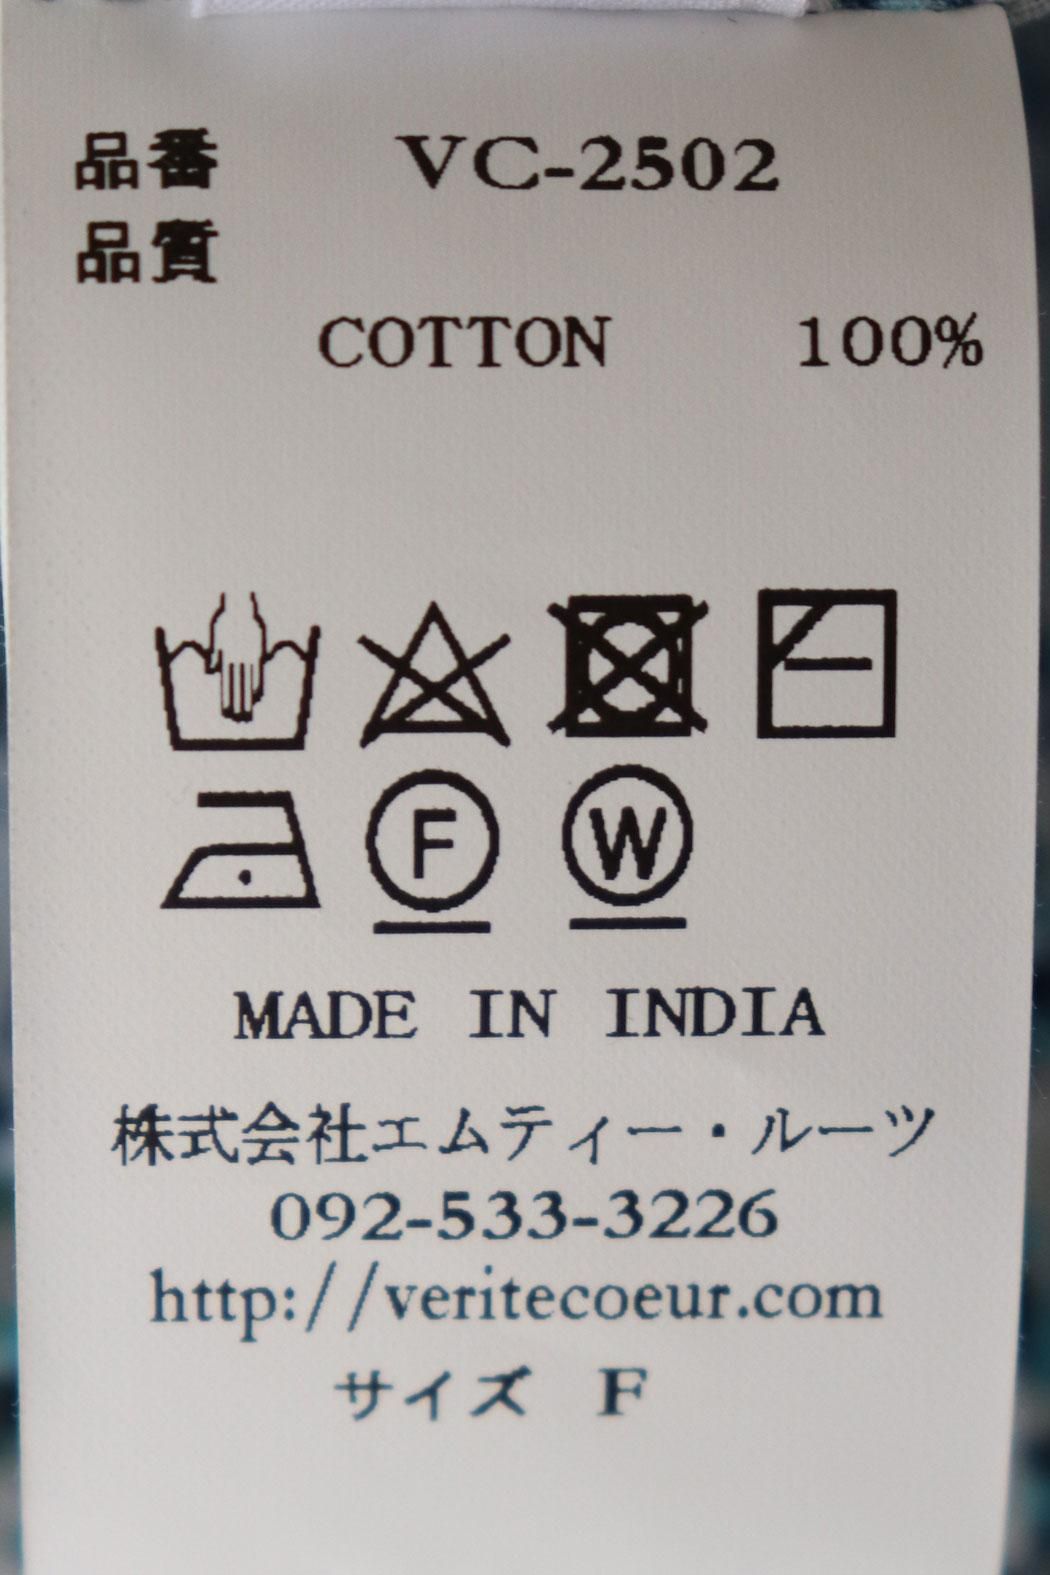 品番 VC-2502
品質
COTTON 100%
F W
MADE IN INDIA
株式会社エムティー・ルーツ
092-533-3226
http://veritecoeur.com
サイズ F